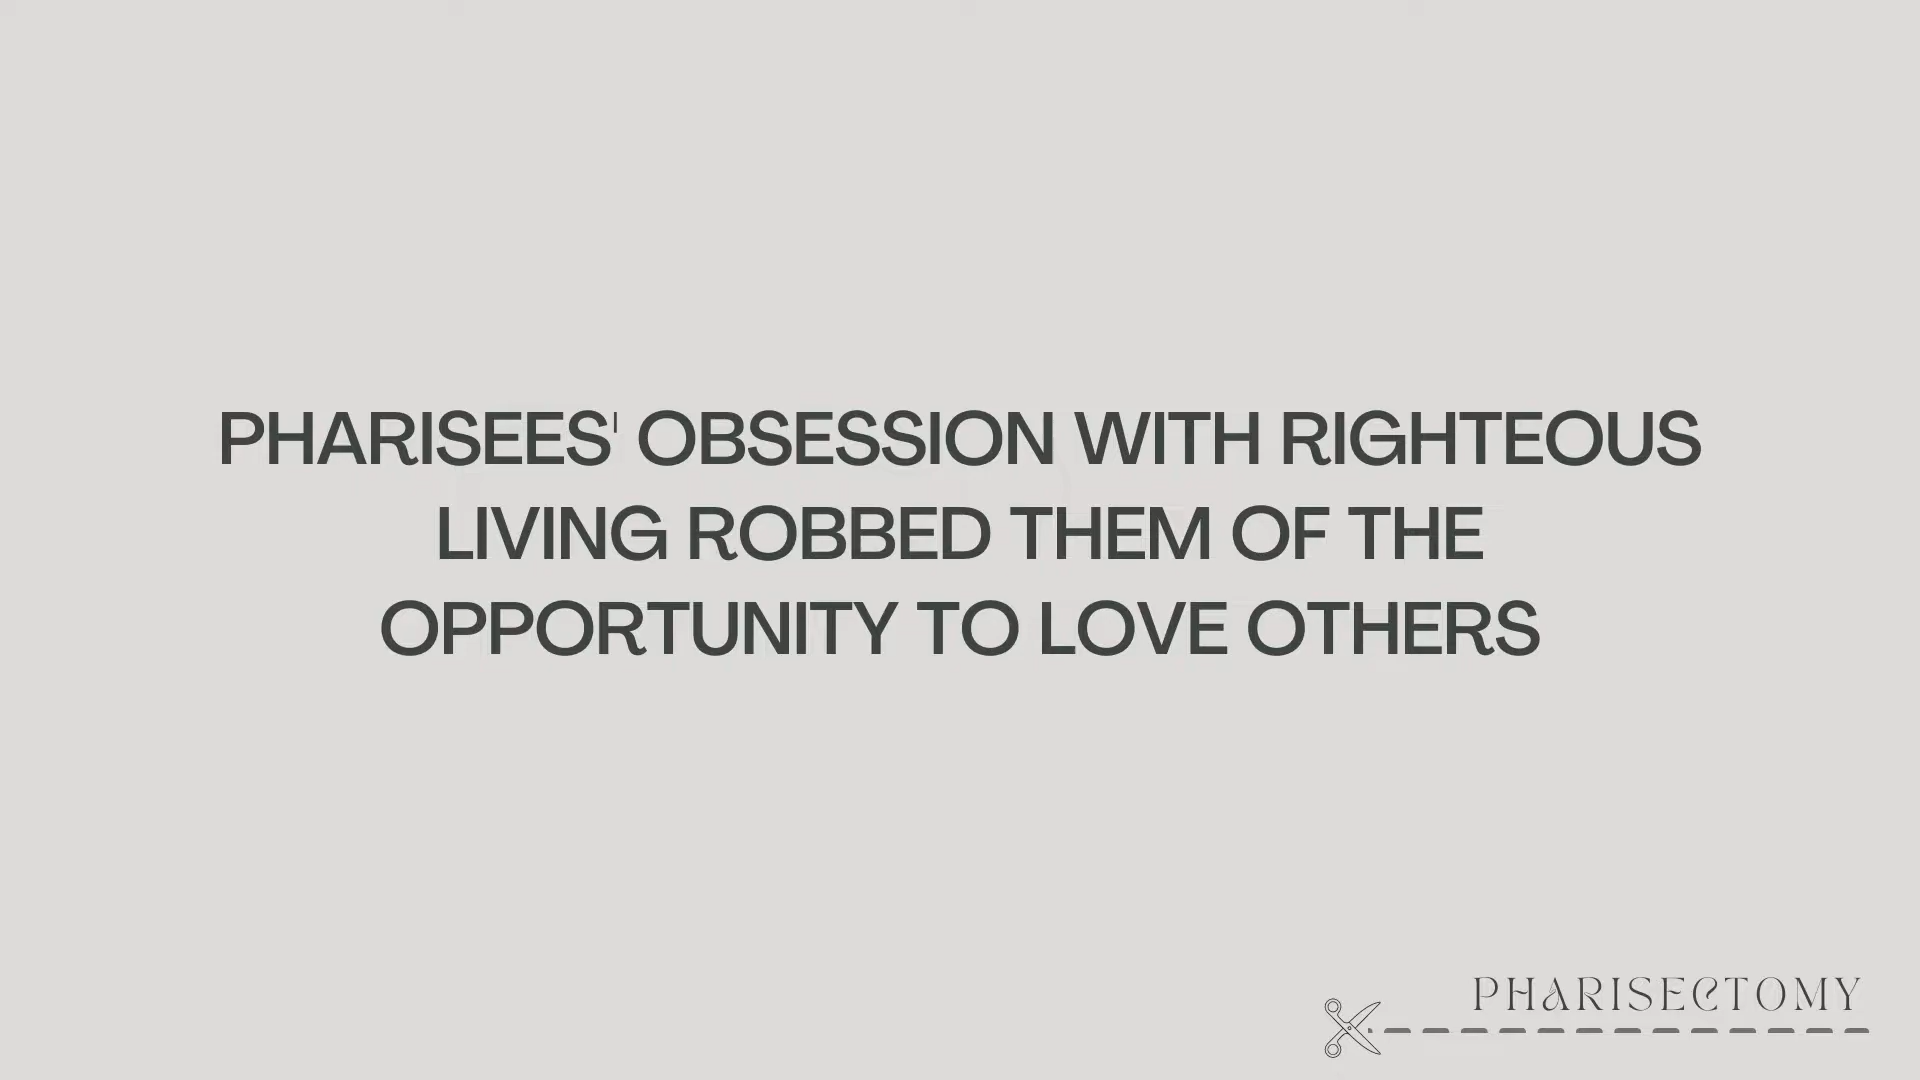 PHARISEES' OBSESSION WITH RIGHTEOUS
LIVING ROBBED THEM OF THE
OPPORTUNITY TO LOVE OTHERS
PHARISECTOMY